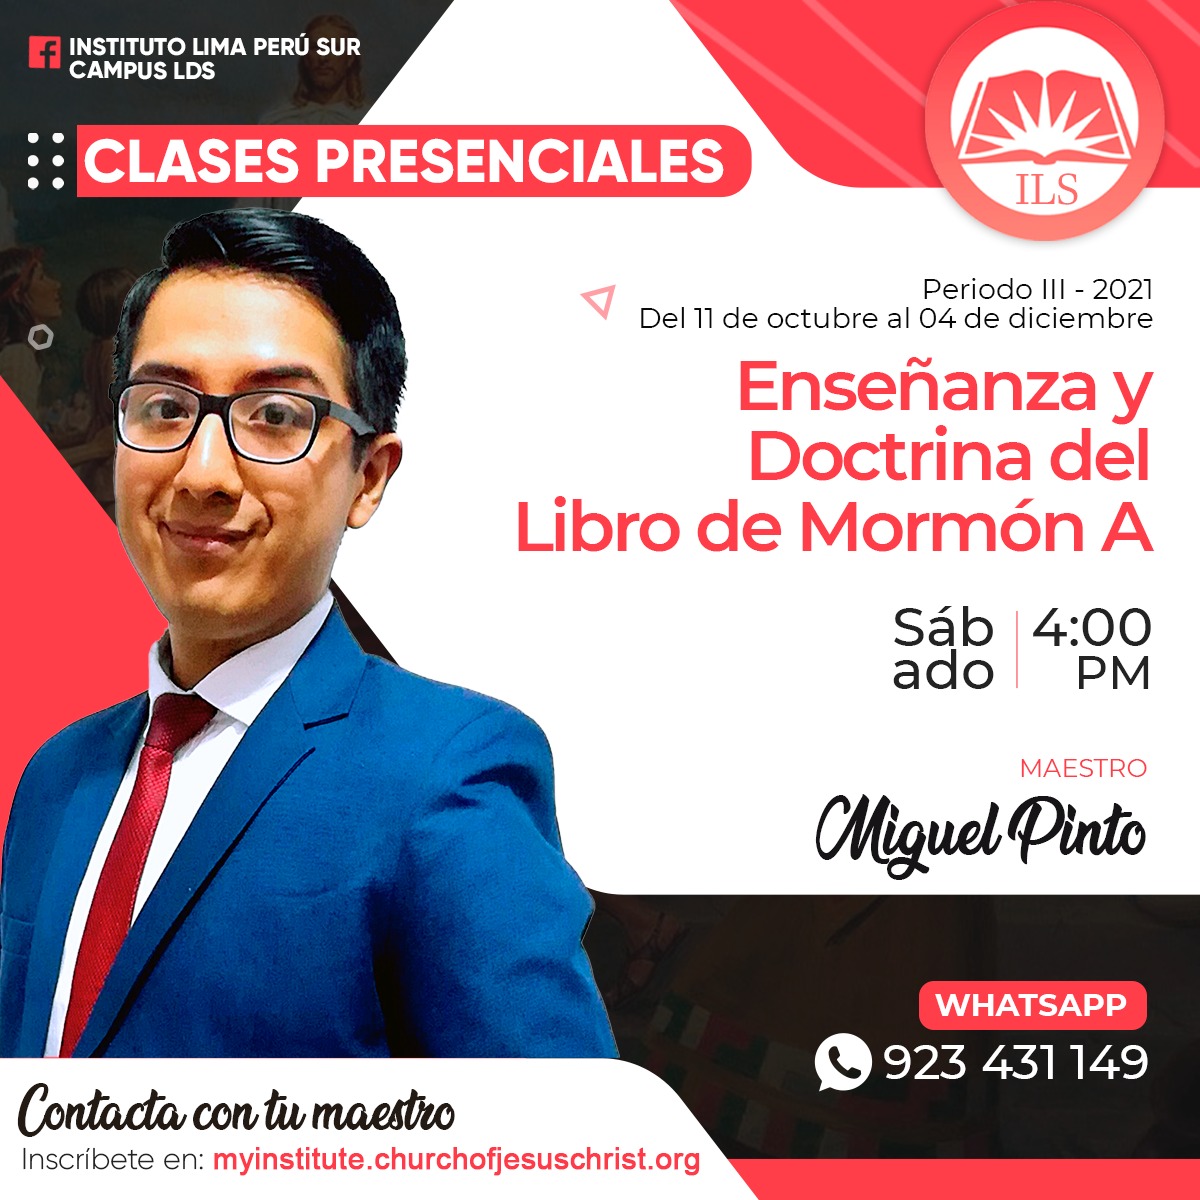 INSTITUTO LIMA PERÚ SUR
CAMPUS LDS
CLASES PRESENCIALES
ILS
Periodo III - 2021
Del 11 de octubre al 04 de diciembre
Enseñanza y
Doctrina del
Libro de Mormón A
Sáb
ado
4:00
PM
MAESTRO
Miguel Pinto
WHATSAPP
923 431 149
Contacta con tu maestro
Inscríbete en: myinstitute.churchofjesuschrist.org